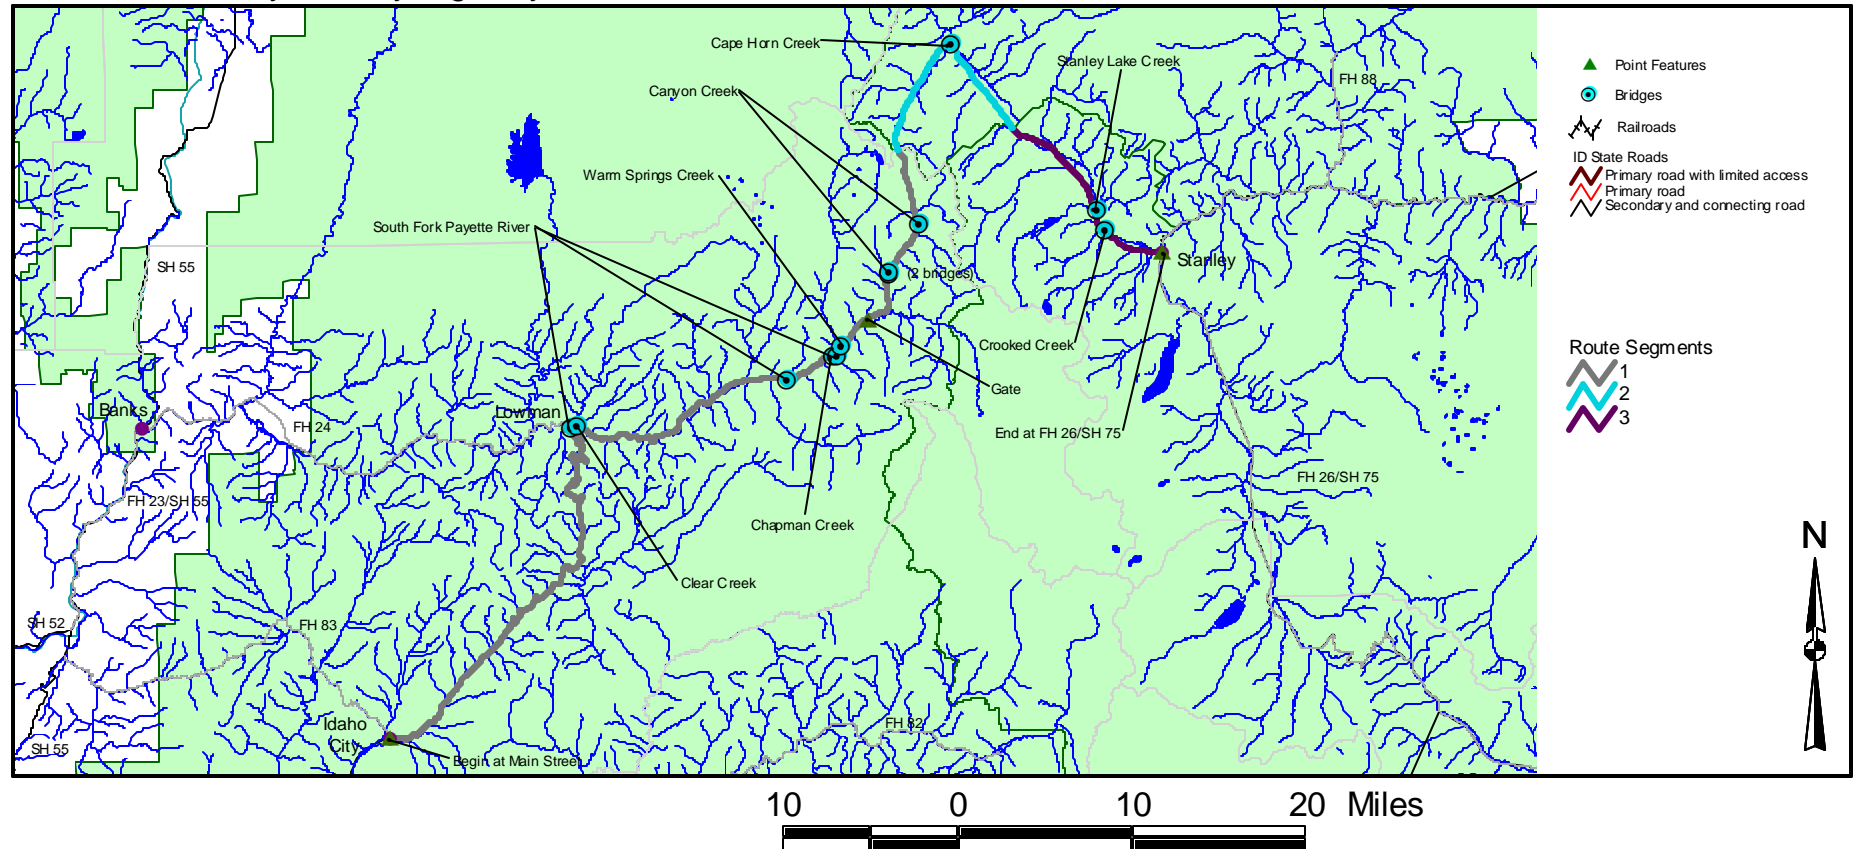 Cape Horn Creek
Stanley Lake Creek
FH 88
Canyon Creek
Warm Springs Creek
South Fork Payette River
SH 55
Stanley
(2 bridges)
Crooked Creek
Gate
Banks
Lowman
FH 24
End at FH 26/SH 75
FH 26/SH 75
FH 23/SH 55
Chapman Creek
Clear Creek
SH 52
FH 83
Idaho
City
FH 82
SH 55
Begin at Main Street
Point Features
Bridges
Railroads
ID State Roads
Primary road with limited access
Primary road
Secondary and connecting road
Route Segments
1
2
3
N
10 0 10 20 Miles